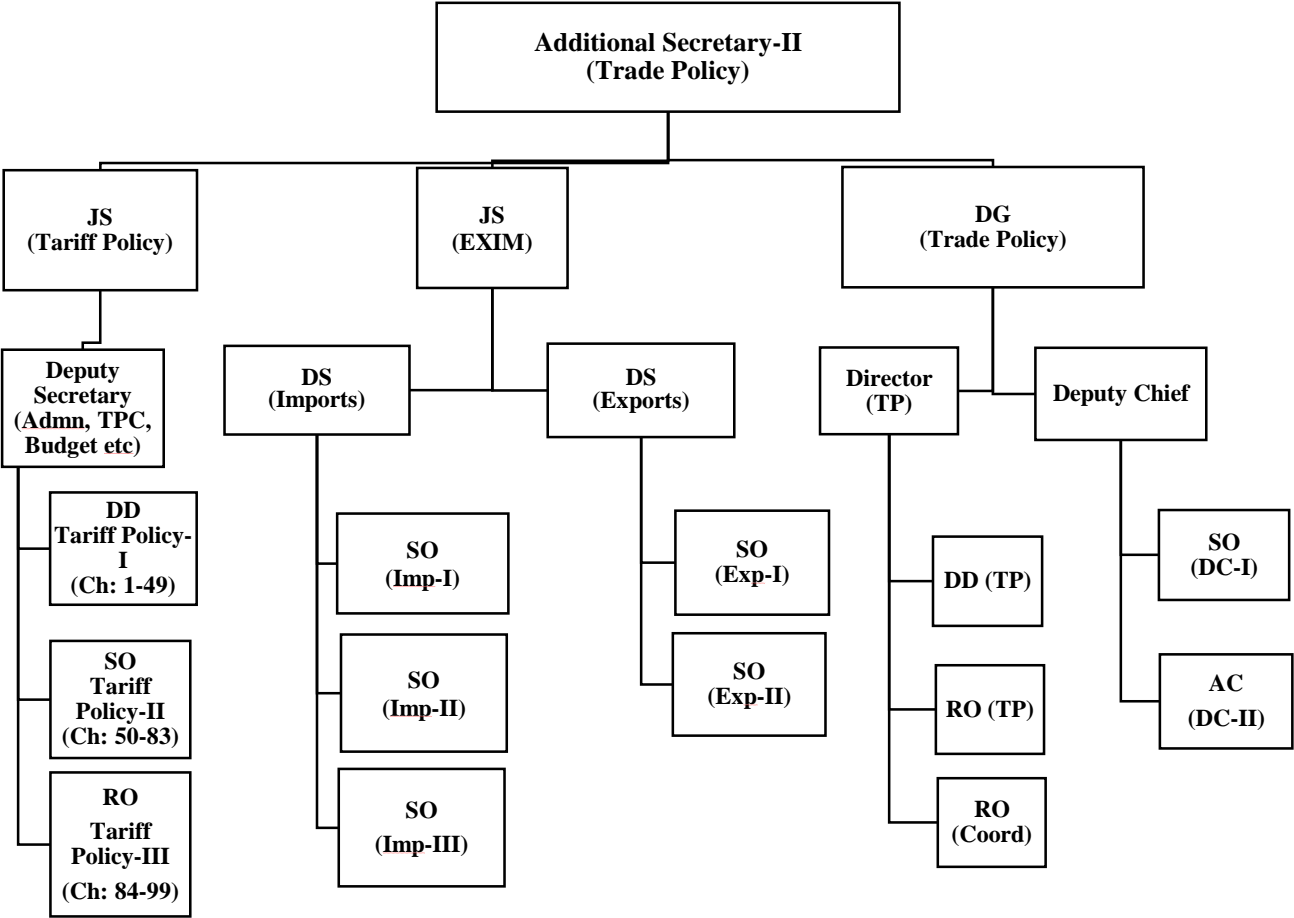 Additional Secretary-II
(Trade Policy)
JS
(Tariff Policy)
JS
(EXIM)
DG
(Trade Policy)
Deputy
Secretary
(Admn, TPC,
Budget etc)
DS
(Imports)
DS
(Exports)
Director
(TP)
Deputy Chief
DD
Tariff Policy-
I
(Ch: 1-49)
SO
Tariff
Policy-II
(Ch: 50-83)
RO
Tariff
Policy-III
(Ch: 84-99)
SO
(Imp-I)
SO
(Imp-II)
SO
(Imp-III)
SO
(Exp-I)
SO
(Exp-II)
DD (TP)
RO (TP)
RO
(Coord)
SO
(DC-I)
AC
(DC-II)